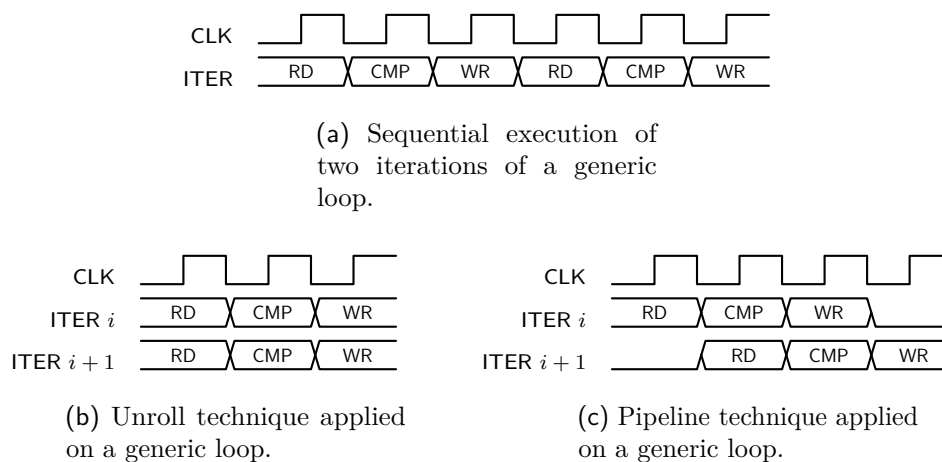 CLK
ITER RD CMP WR RD CMP WR
(a) Sequential execution of
two iterations of a generic
loop.
CLK
ITER i RD CMP WR
ITER i + 1 RD CMP WR
(b) Unroll technique applied
on a generic loop.
CLK
ITER i RD CMP WR
ITER i + 1 RD CMP WR
(c) Pipeline technique applied
on a generic loop.